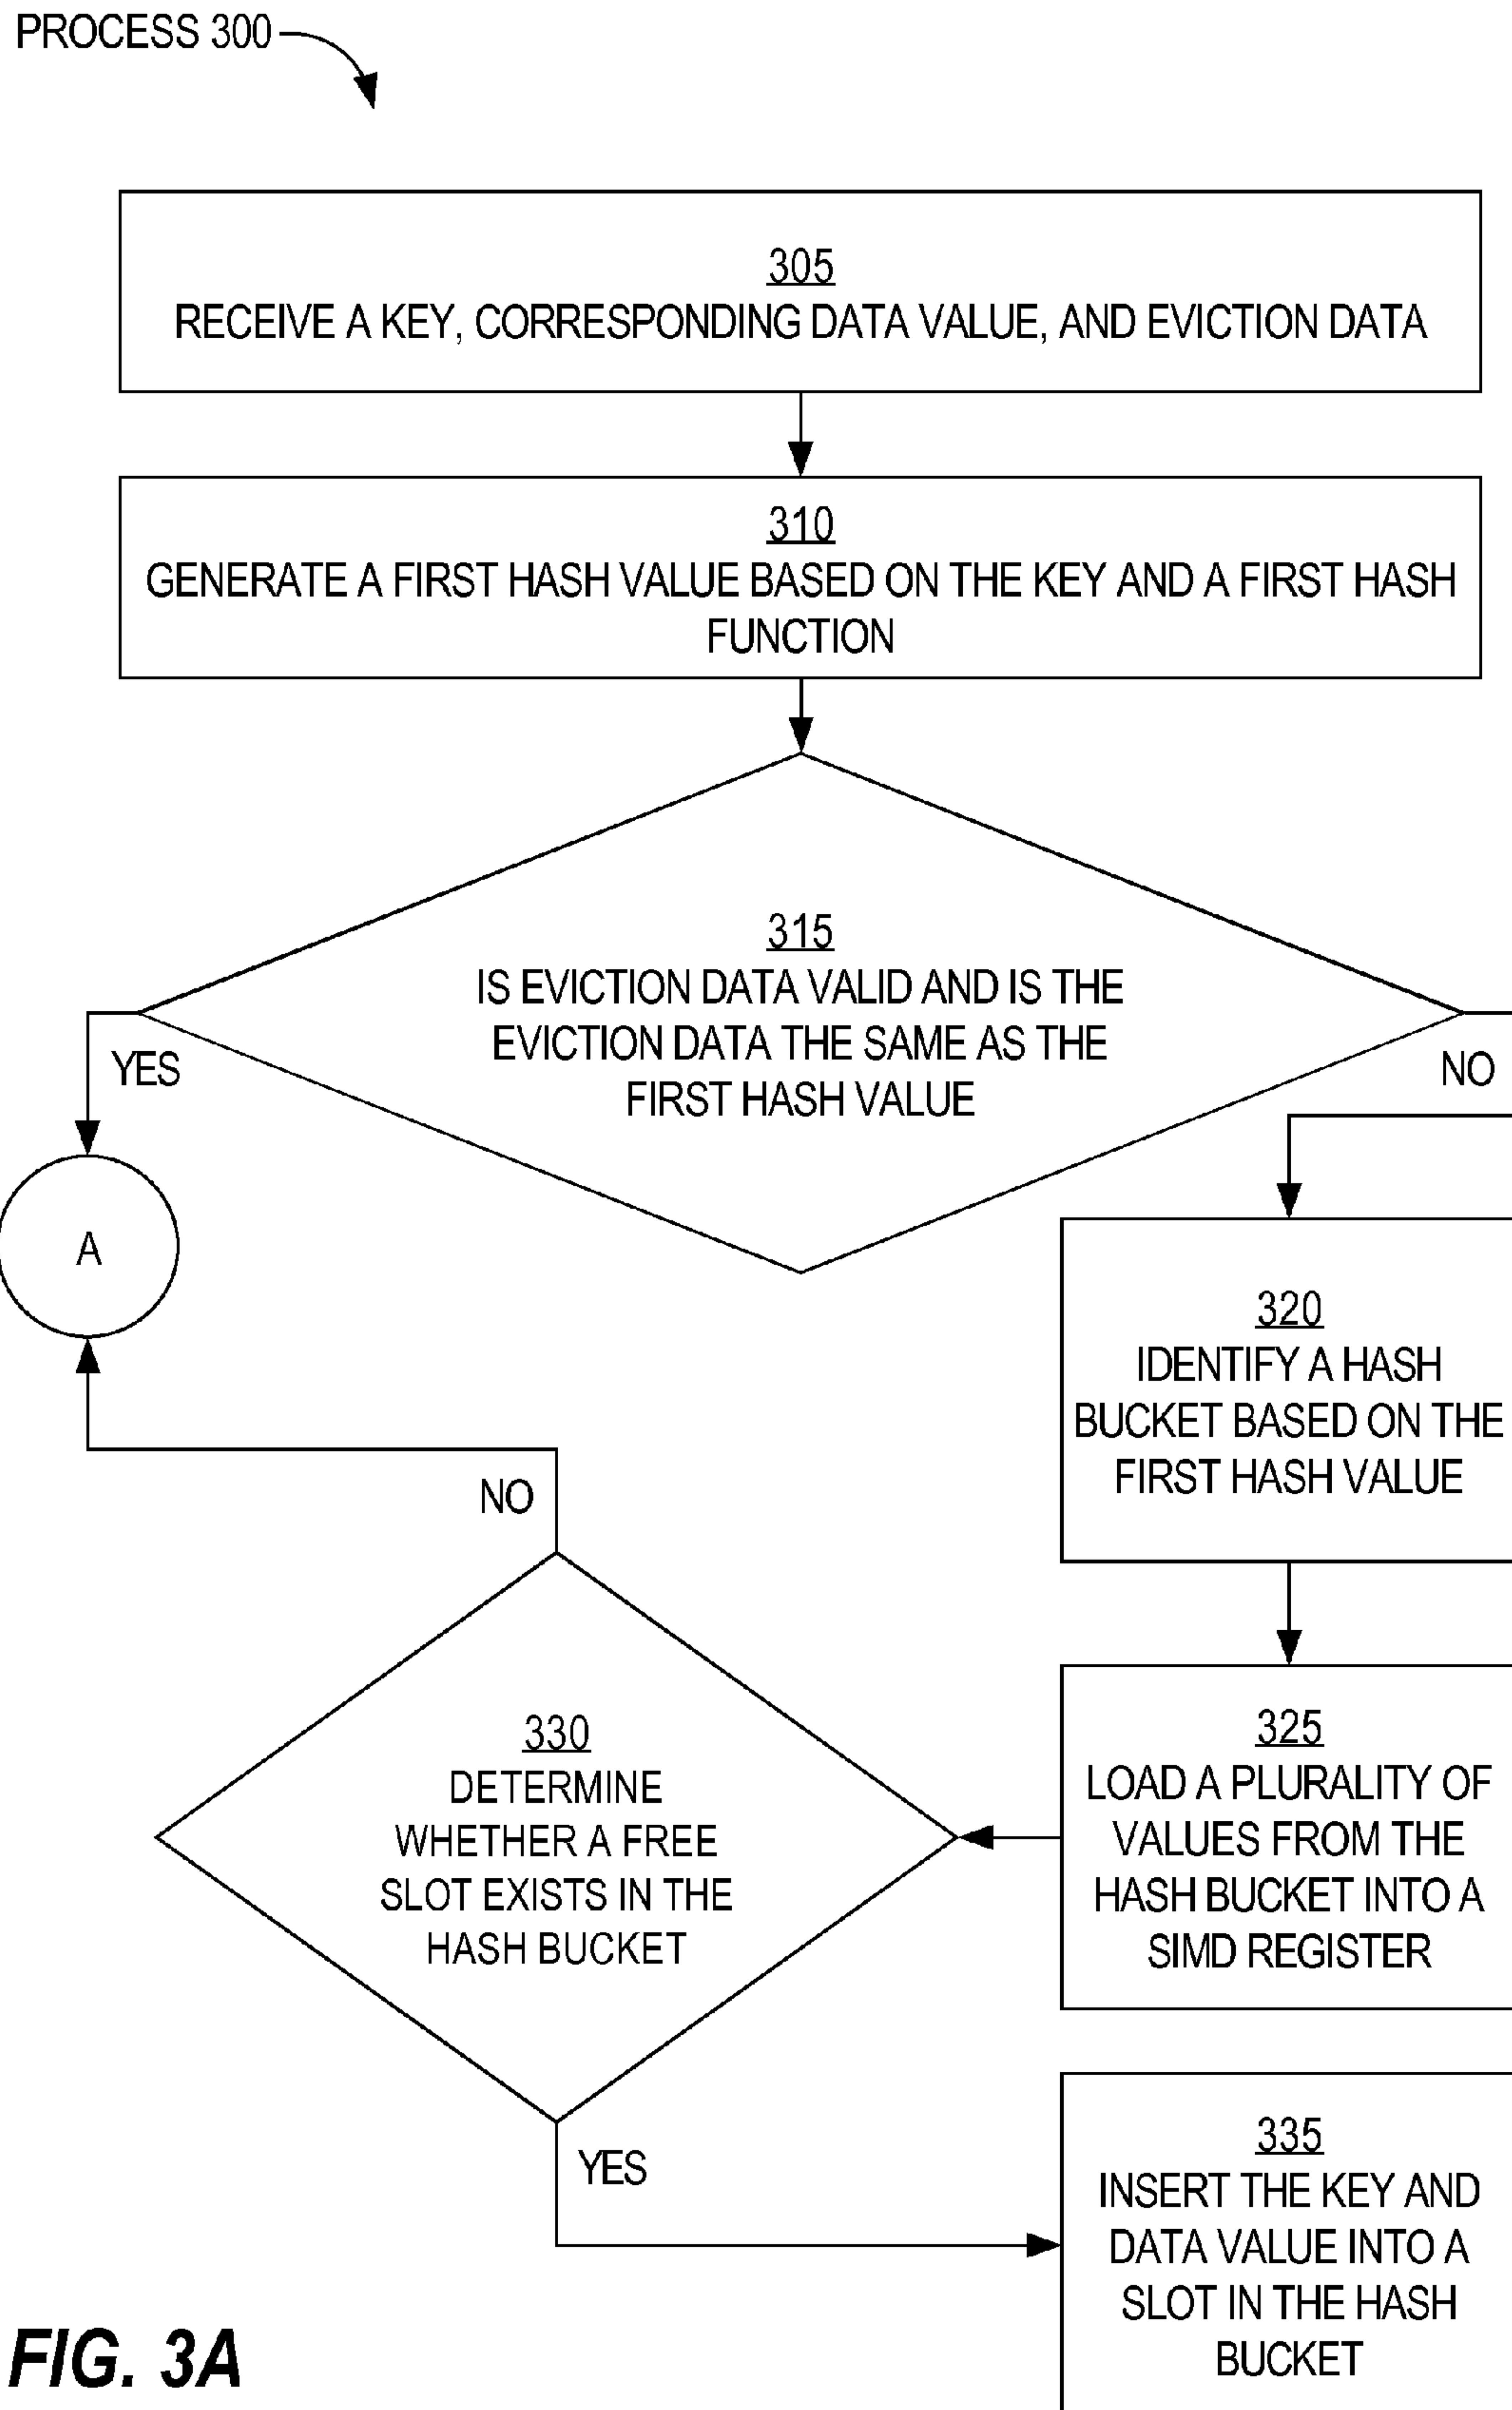 PROCESS 300
305
RECEIVE A KEY, CORRESPONDING DATA VALUE, AND EVICTION DATA
310
GENERATE A FIRST HASH VALUE BASED ON THE KEY AND A FIRST HASH
FUNCTION
315
IS EVICTION DATA VALID AND IS THE
EVICTION DATA THE SAME AS THE
FIRST HASH VALUE
YES
NO
A
320
IDENTIFY A HASH
BUCKET BASED ON THE
FIRST HASH VALUE
NO
325
LOAD A PLURALITY OF
VALUES FROM THE
HASH BUCKET INTO A
SIMD REGISTER
330
DETERMINE
WHETHER A FREE
SLOT EXISTS IN THE
HASH BUCKET
YES
335
INSERT THE KEY AND
DATA VALUE INTO A
SLOT IN THE HASH
BUCKET
FIG. 3A